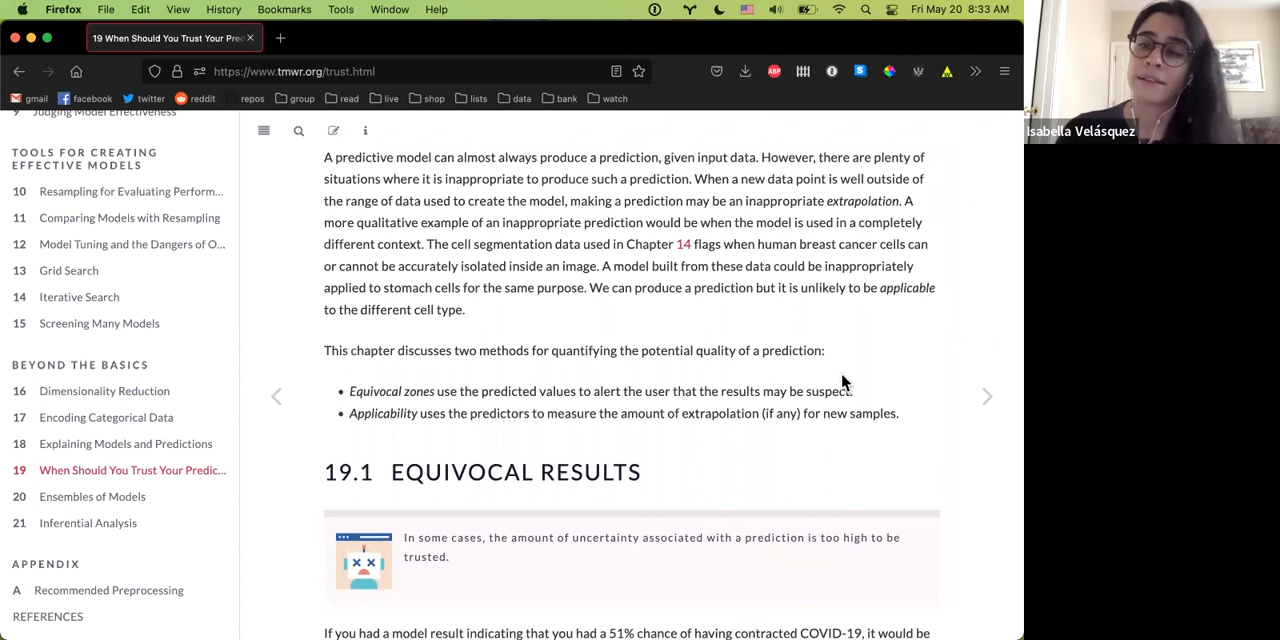 Firefox File Edit View History Bookmarks Tools Window Help Fri May 20 8:33 AM
19 When Should You Trust Your Pred
https://www.tmwr.org/trust.html
gmail facebook twitter reddit repos group read live shop lists data bank watch
9 Judging Model Effectiveness
TOOLS FOR CREATING
EFFECTIVE MODELS
10 Resampling for Evaluating Perform...
11 Comparing Models with Resampling
12 Model Tuning and the Dangers of O...
13 Grid Search
14 Iterative Search
15 Screening Many Models
BEYOND THE BASICS
16 Dimensionality Reduction
17 Encoding Categorical Data
18 Explaining Models and Predictions
19 When Should You Trust Your Predic...
20 Ensembles of Models
21 Inferential Analysis
APPENDIX
A Recommended Preprocessing
REFERENCES
A predictive model can almost always produce a prediction, given input data. However, there are plenty of
situations where it is inappropriate to produce such a prediction. When a new data point is well outside of
the range of data used to create the model, making a prediction may be an inappropriate extrapolation. A
more qualitative example of an inappropriate prediction would be when the model is used in a completely
different context. The cell segmentation data used in Chapter 14 flags when human breast cancer cells can
or cannot be accurately isolated inside an image. A model built from these data could be inappropriately
applied to stomach cells for the same purpose. We can produce a prediction but it is unlikely to be applicable
to the different cell type.
This chapter discusses two methods for quantifying the potential quality of a prediction:
• Equivocal zones use the predicted values to alert the user that the results may be suspect.
• Applicability uses the predictors to measure the amount of extrapolation (if any) for new samples.
19.1 EQUIVOCAL RESULTS
In some cases, the amount of uncertainty associated with a prediction is too high to be
trusted.
If you had a model result indicating that you had a 51% chance of having contracted COVID-19, it would be
Isabella Velásquez